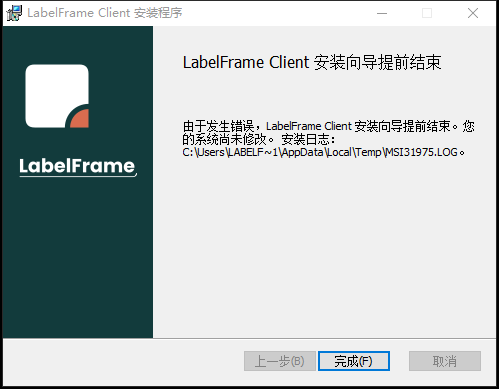 LabelFrame Client 安装程序
LabelFrame Client 安装向导提前结束
由于发生错误，LabelFrame Client 安装向导提前结束。您
的系统尚未修改。 安装日志：
C:\Users\LABELF~1\AppData\Local\Temp\MSI31975.LOG。
LabelFrame
上一步(B)
完成(F)
取消